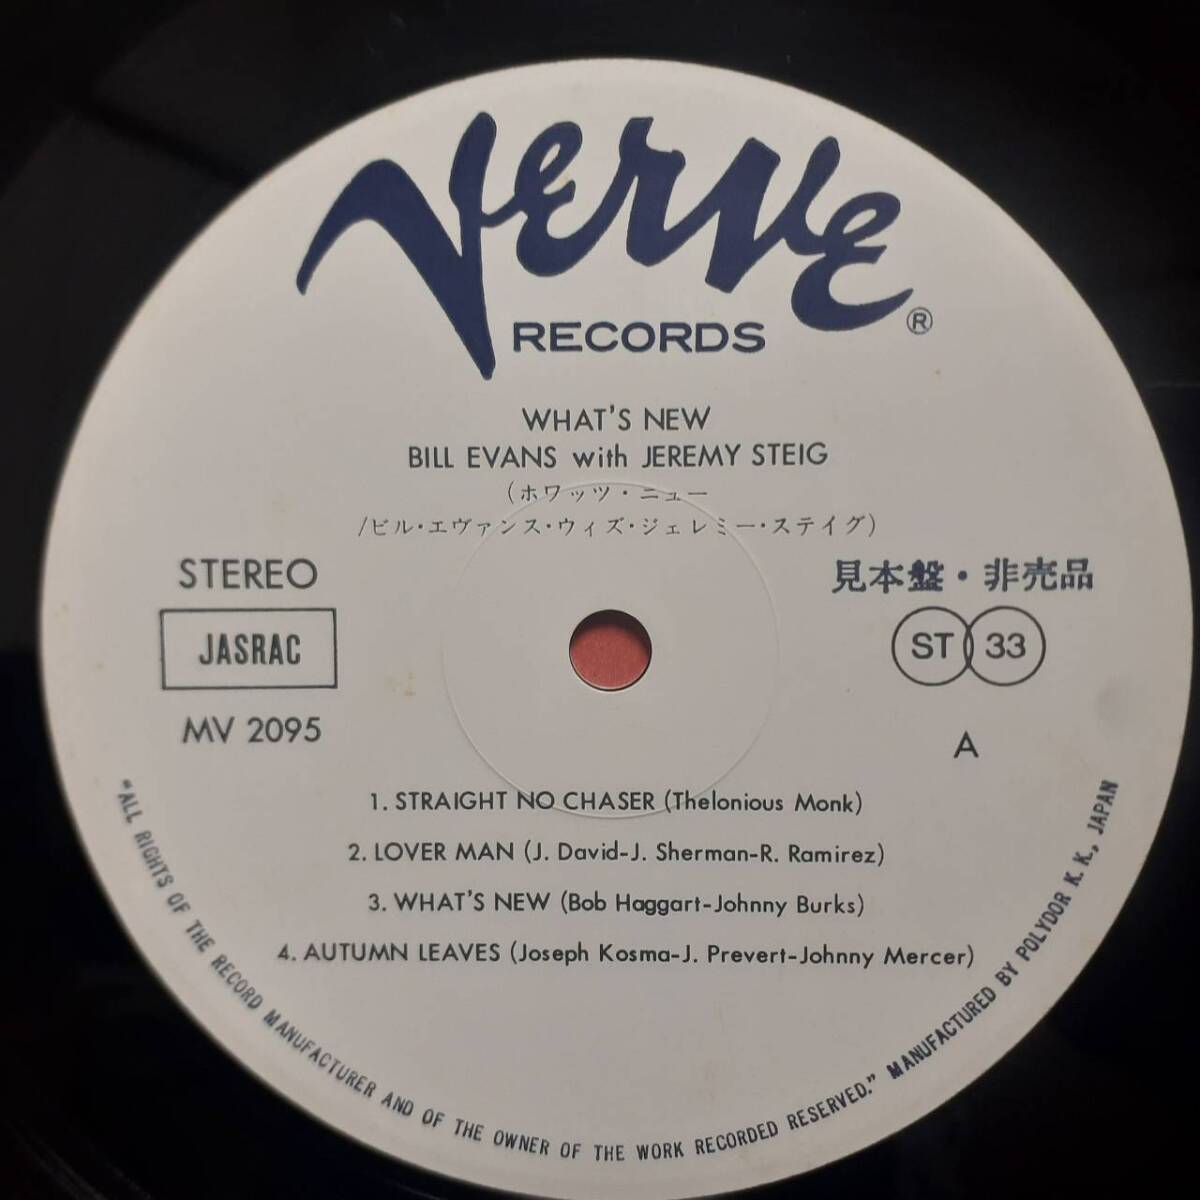 Verve
RECORDS ®
WHAT'S NEW
BILL EVANS with JEREMY STEIG
(ホワッツ・ニュー
/ビル・エヴァンス・ウィズ・ジェレミー・ステイグ)
STEREO
見本盤・非売品
JASRAC
ST 33
MV 2095
A
1. STRAIGHT NO CHASER (Thelonious Monk)
2. LOVER MAN (J. David-J. Sherman-R. Ramirez)
3. WHAT'S NEW (Bob Haggart-Johnny Burks)
4. AUTUMN LEAVES (Joseph Kosma-J. Prevert-Johnny Mercer)
"ALL RIGHTS OF THE RECORD MANUFACTURER AND OF THE OWNER OF THE WORK RECORDED RESERVED." MANUFACTURED BY POLYDOR K.K., JAPAN